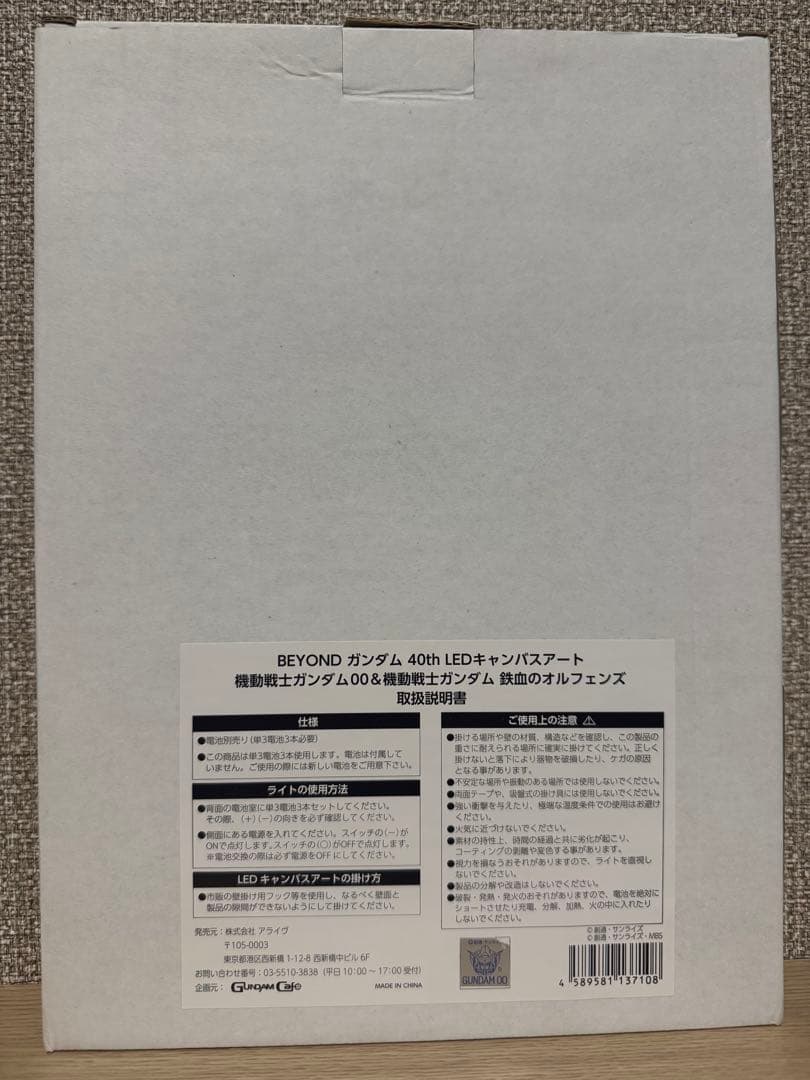 BEYOND ガンダム 40th LEDキャンバスアート
機動戦士ガンダム00＆機動戦士ガンダム 鉄血のオルフェンズ
取扱説明書
仕様
●電池別売り(単3電池3本必要)
●この商品は単3電池3本使用します。電池は付属して
いません。ご使用の際には新しい電池をご用意下さい。
ライトの使用方法
●背面の電池室に単3電池3本セットしてください。
その際、(+)(−)の向きを必ず確認してください。
●側面にある電源を入れてください。スイッチの(−)が
ONで点灯します。スイッチの(○)がOFFで点灯します。
※電池交換の際は必ず電源をOFFにしてください。
LEDキャンバスアートの掛け方
●市販の壁掛け用フック等を使用し、なるべく壁面と
製品の隙間ができないようにして掛けてください。
発売元：株式会社 アライヴ
〒105-0003
東京都港区西新橋 1-12-8 西新橋中ビル 6F
お問い合わせ番号：03-5510-3838（平日 10:00〜17:00 受付）
企画元： GUNDAM Cafe
MADE IN CHINA
ご使用上の注意
●掛ける場所や壁の材質、構造などを確認し、この製品の
重さに耐えられる場所に確実に掛けてください。正しく
掛けないと落下により器物を破損したり、ケガの原因
となる事があります。
●不安定な場所や振動のある場所では使用しないでください。
●両面テープや、吸盤式の掛け具には使用しないでください。
●強い衝撃を与えたり、極端な温度条件での使用はお避け
ください。
●火気に近づけないでください。
●素材の特性上、時間の経過と共に劣化が起こり、
コーティングの剥離や変色する事があります。
●視力を損なうおそれがありますので、ライトを直視し
ないでください。
●製品の分解や改造はしないでください。
●破裂・発熱・発火のおそれがありますので、電池を絶対に
ショートさせたり充電、分解、加熱、火の中に入れたり
しないでください。
©創通・サンライズ
©創通・サンライズ・MBS
©創通・サンライズ
GUNDAM 00
4 589581 137108